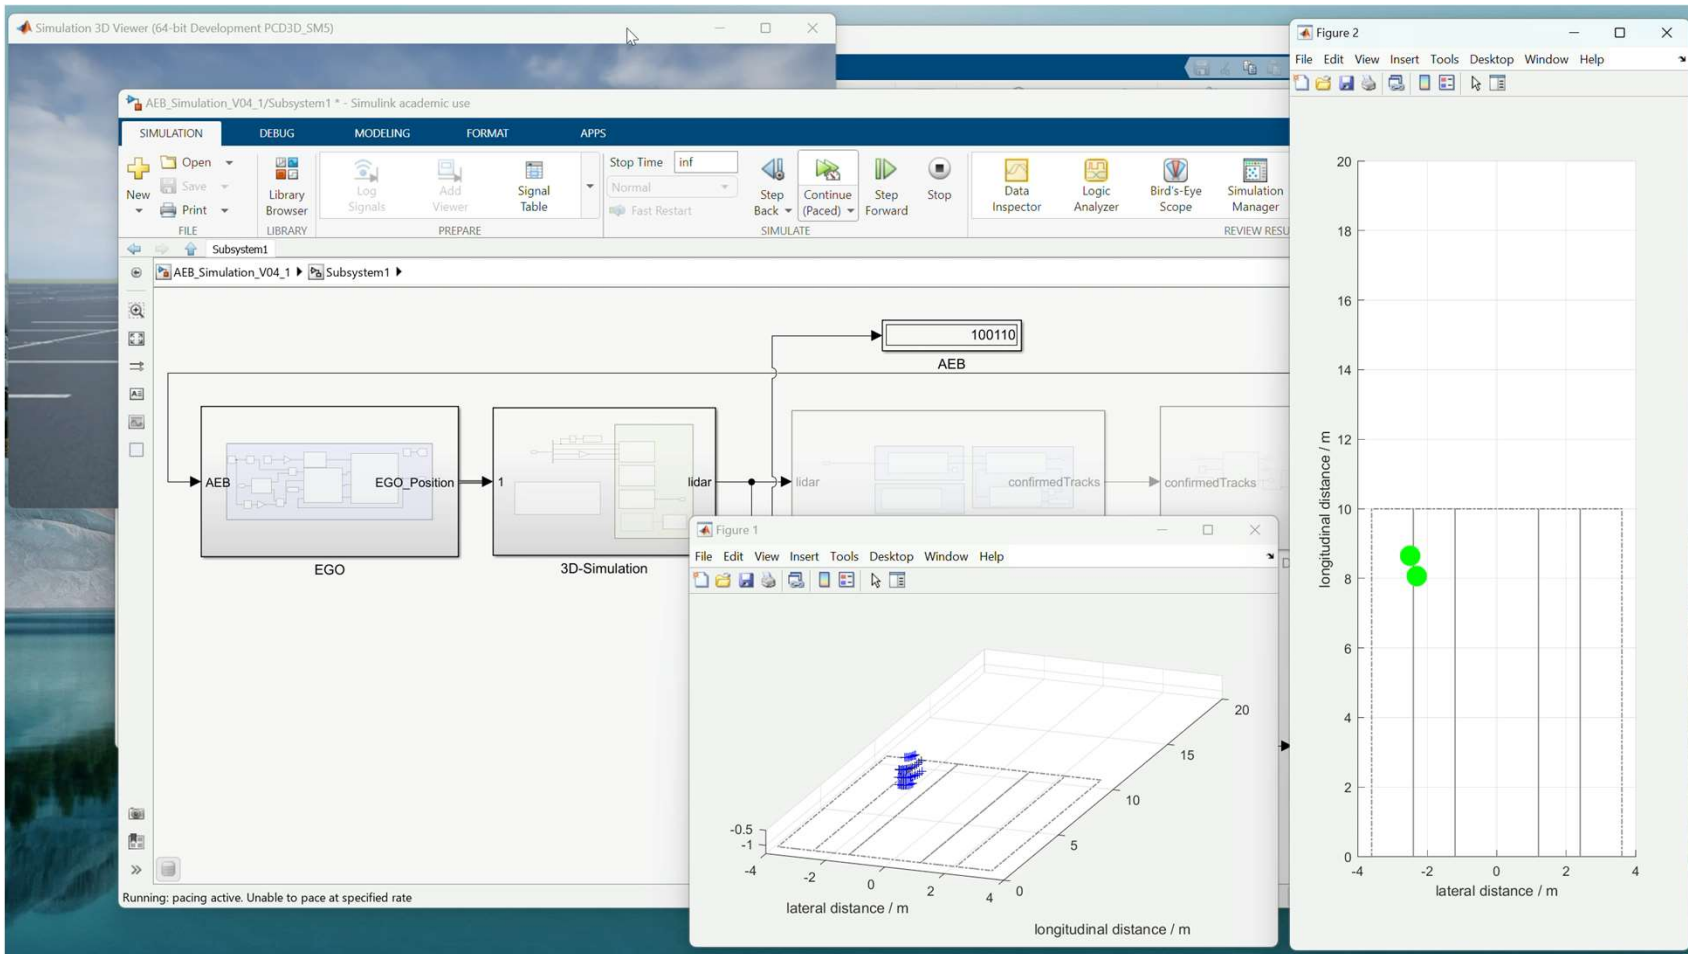 Simulation 3D Viewer (64-bit Development PCD3D_SM5)
AEB_Simulation_V04_1/Subsystem1 * - Simulink academic use
SIMULATION DEBUG MODELING FORMAT APPS
New
Open
Save
Print
FILE
Library Browser
LIBRARY
Log Signals
Add Viewer
Signal Table
PREPARE
Stop Time inf
Normal
Fast Restart
Step Back
Continue (Paced)
Step Forward
Stop
SIMULATE
Data Inspector
Logic Analyzer
Bird's-Eye Scope
Simulation Manager
REVIEW RESU
Subsystem1
AEB_Simulation_V04_1 Subsystem1
100110
AEB
AEB EGO_Position
EGO
1 lidar
3D-Simulation
lidar confirmedTracks
confirmedTracks
Running: pacing active. Unable to pace at specified rate
Figure 1
File Edit View Insert Tools Desktop Window Help
-0.5
-1
-4
-2
0
2
4
0
5
10
15
20
lateral distance / m
longitudinal distance / m
Figure 2
File Edit View Insert Tools Desktop Window Help
20
18
16
14
12
10
8
6
4
2
0
longitudinal distance / m
-4 -2 0 2 4
lateral distance / m